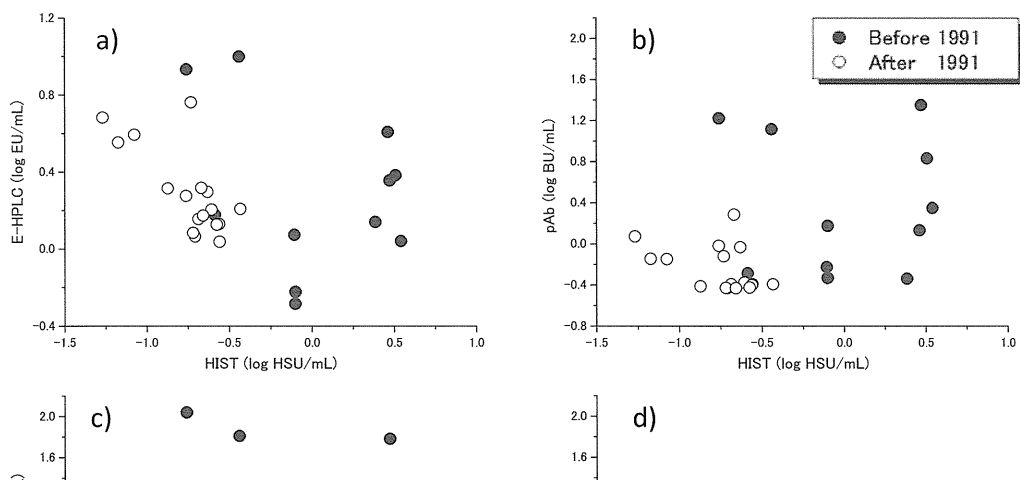 a)
1.2
0.8
0.4
0.0
−0.4
E-HPLC (log EU/mL)
−1.5 −1.0 −0.5 0.0 0.5 1.0
HIST (log HSU/mL)
b)
Before 1991
After 1991
2.0
1.6
1.2
0.8
0.4
0.0
−0.4
−0.8
pAb (log BU/mL)
−1.5 −1.0 −0.5 0.0 0.5 1.0
HIST (log HSU/mL)
c)
2.0
1.6
d)
2.0
1.6